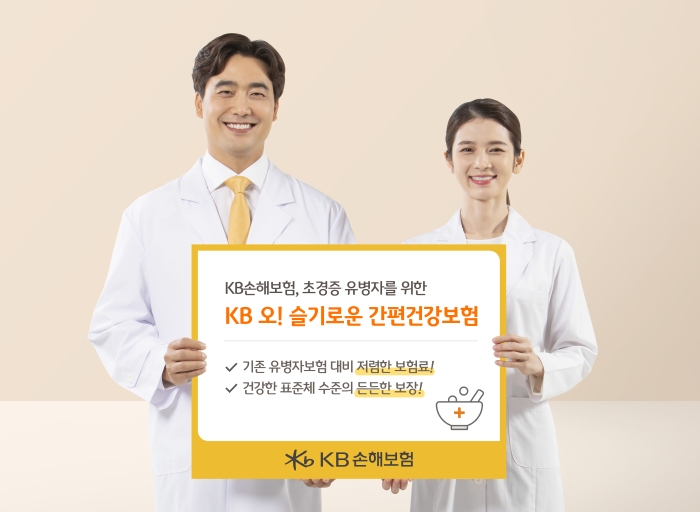 KB손해보험, 초경증 유병자를 위한
KB 오! 슬기로운 간편건강보험
기존 유병자보험 대비 저렴한 보험료!
건강한 표준체 수준의 든든한 보장!
KB손해보험